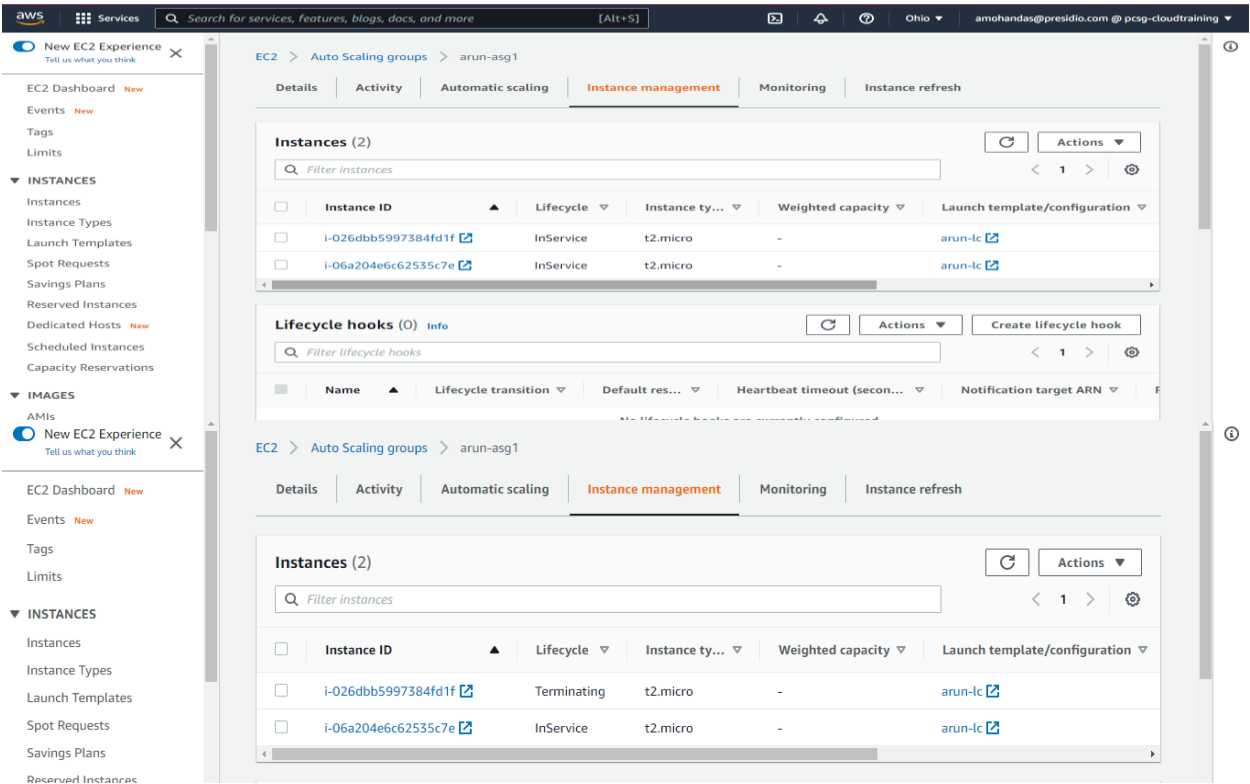 aws Services Search for services, features, blogs, docs, and more [Alt+S] Ohio ▼ amohandas@presidio.com @ pcsg-cloudtraining ▼
New EC2 Experience
Tell us what you think
EC2 Dashboard New
Events New
Tags
Limits
▼ INSTANCES
Instances
Instance Types
Launch Templates
Spot Requests
Savings Plans
Reserved Instances
Dedicated Hosts New
Scheduled Instances
Capacity Reservations
▼ IMAGES
AMIs
EC2 > Auto Scaling groups > arun-asg1
Details Activity Automatic scaling Instance management Monitoring Instance refresh
Instances (2) Actions ▼
Filter instances < 1 >
Instance ID Lifecycle Instance ty... Weighted capacity Launch template/configuration
i-026dbb5997384fd1f InService t2.micro - arun-lc
i-06a204e6c62535c7e InService t2.micro - arun-lc
Lifecycle hooks (0) Info Actions ▼ Create lifecycle hook
Filter lifecycle hooks < 1 >
Name Lifecycle transition Default res... Heartbeat timeout (secon... Notification target ARN
No lifecycle hooks are currently configured
New EC2 Experience
Tell us what you think
EC2 Dashboard New
Events New
Tags
Limits
▼ INSTANCES
Instances
Instance Types
Launch Templates
Spot Requests
Savings Plans
Reserved Instances
EC2 > Auto Scaling groups > arun-asg1
Details Activity Automatic scaling Instance management Monitoring Instance refresh
Instances (2) Actions ▼
Filter instances < 1 >
Instance ID Lifecycle Instance ty... Weighted capacity Launch template/configuration
i-026dbb5997384fd1f Terminating t2.micro - arun-lc
i-06a204e6c62535c7e InService t2.micro - arun-lc